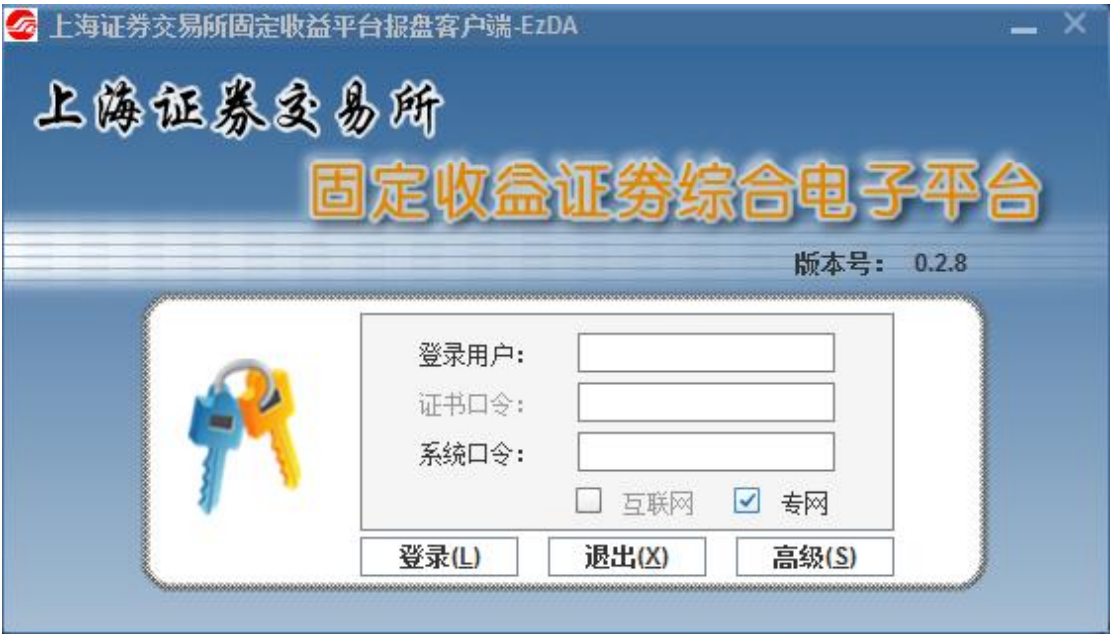 上海证券交易所固定收益平台报盘客户端-EzDA
上海证券交易所
固定收益证券综合电子平台
版本号： 0.2.8
登录用户：
证书口令：
系统口令：
互联网 专网
登录(L) 退出(X) 高级(S)